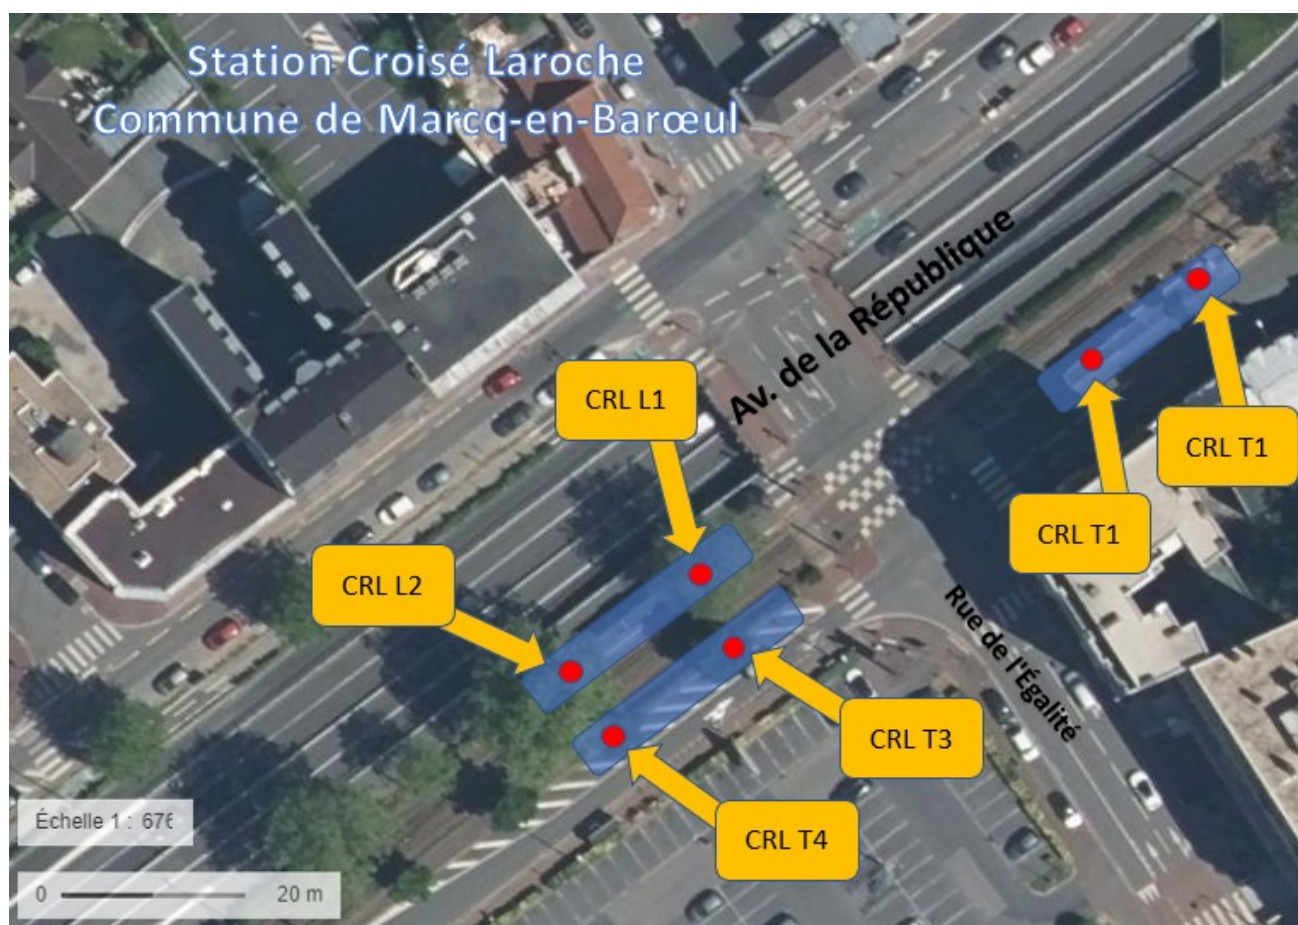 Station Croisé Laroche
Commune de Marcq-en-Barœul
Av. de la République
CRL L1
CRL T1
CRL T1
CRL L2
Rue de l'Égalité
CRL T3
CRL T4
Échelle 1 : 676
0 20 m